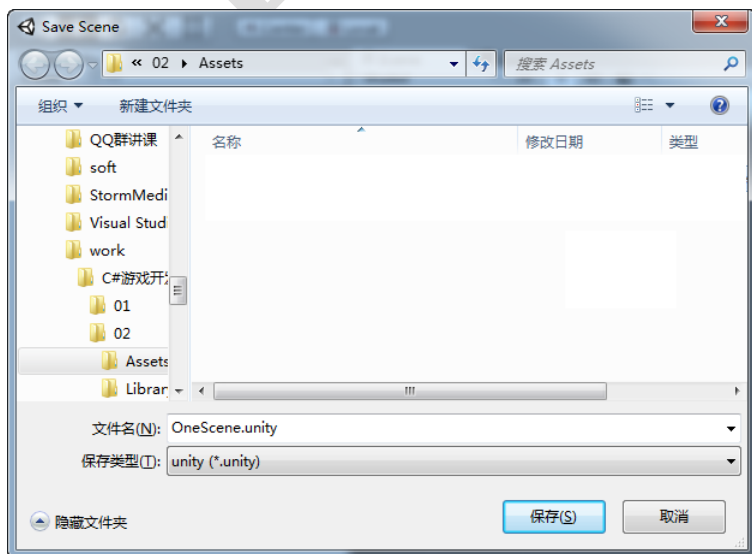 Save Scene
« 02 ▸ Assets
搜索 Assets
组织 ▼ 新建文件夹
QQ群讲课
soft
StormMedi
Visual Stud
work
C#游戏开
01
02
Assets
Librar
名称 修改日期 类型
文件名(N): OneScene.unity
保存类型(T): unity (*.unity)
隐藏文件夹 保存(S) 取消